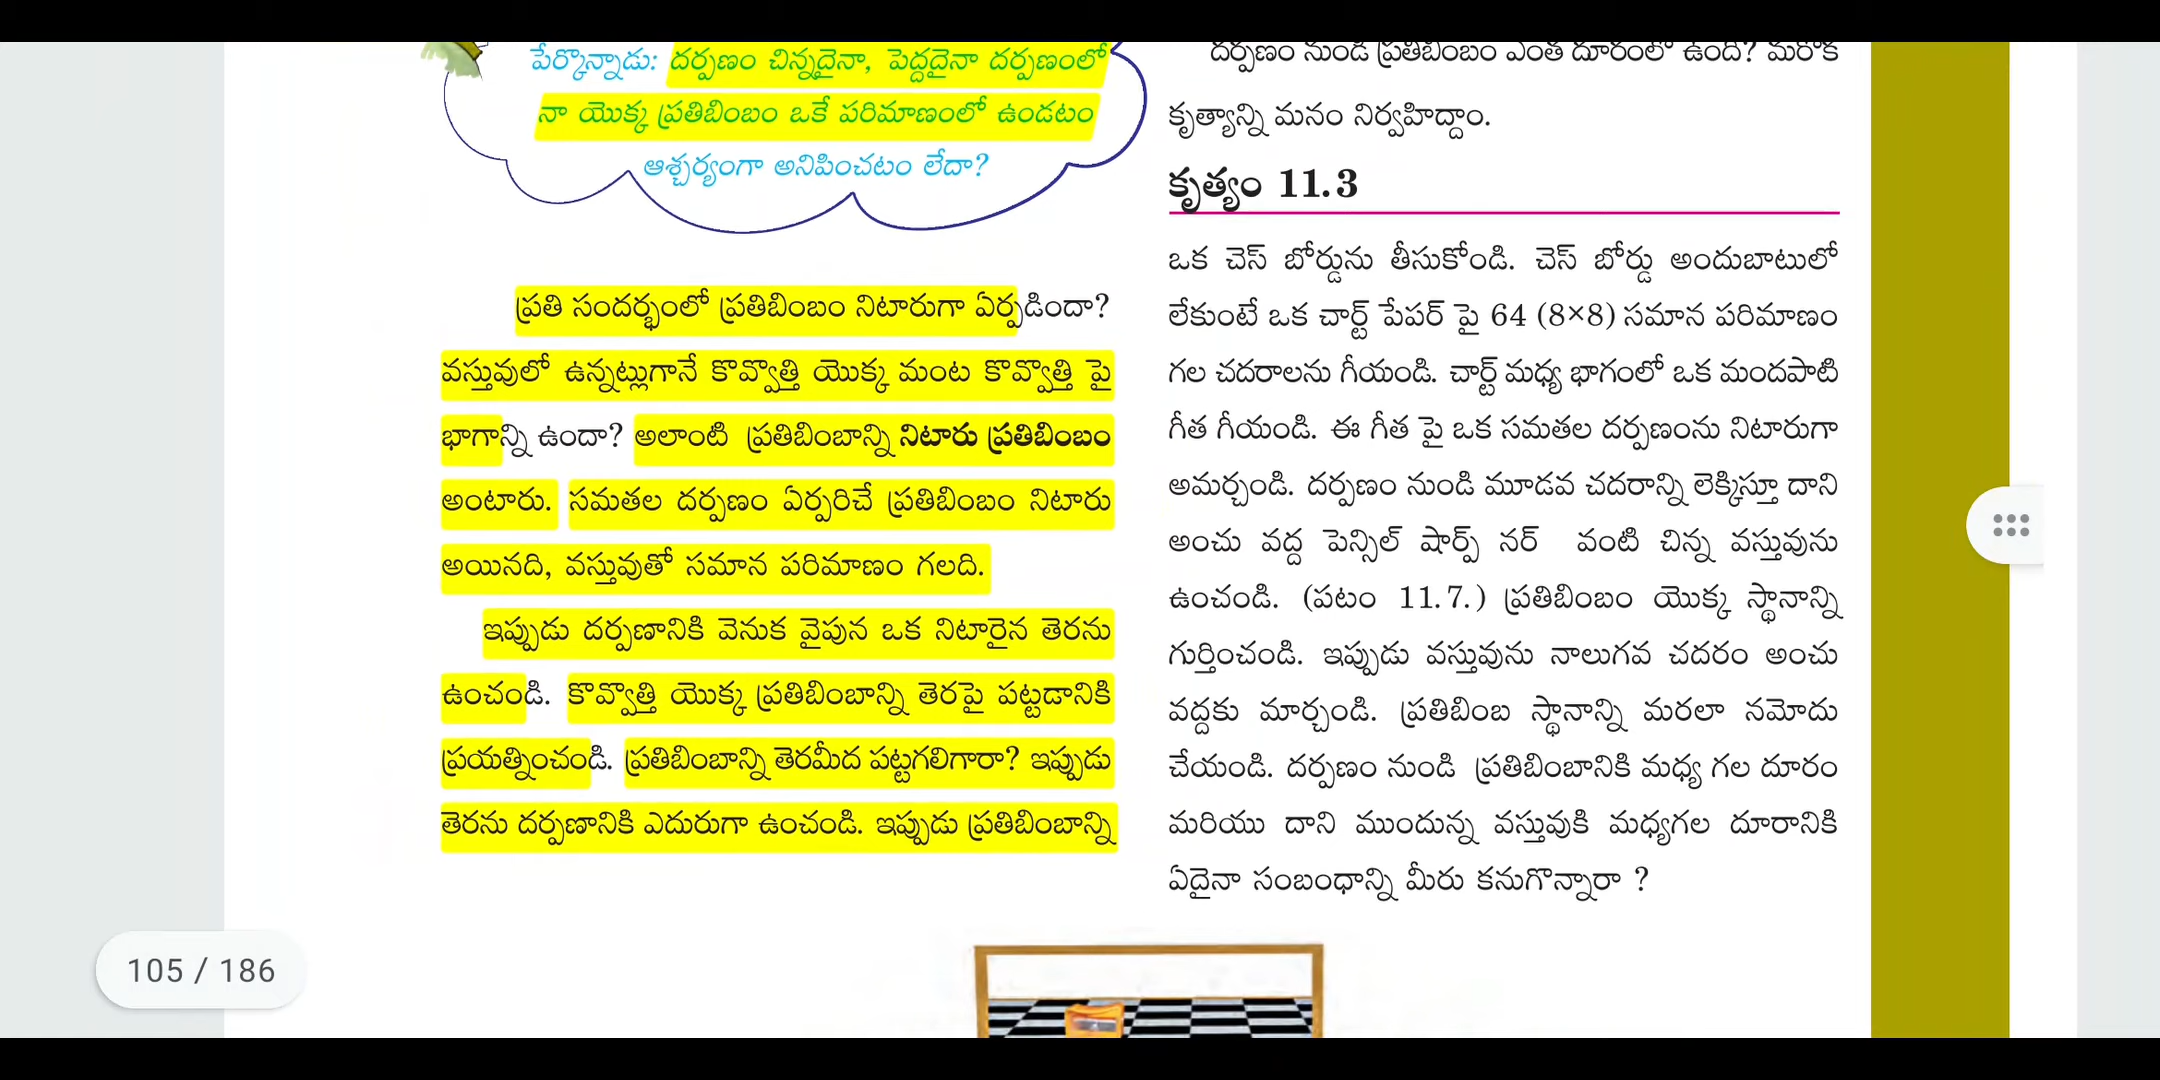 పేర్కొన్నాడు: దర్పణం చిన్నదైనా, పెద్దదైనా దర్పణంలో
నా యొక్క ప్రతిబింబం ఒకే పరిమాణంలో ఉండటం
ఆశ్చర్యంగా అనిపించటం లేదా?
ప్రతి సందర్భంలో ప్రతిబింబం నిటారుగా ఏర్పడిందా?
వస్తువులో ఉన్నట్లుగానే కొవ్వొత్తి యొక్క మంట కొవ్వొత్తి పై
భాగాన్ని ఉందా? అలాంటి ప్రతిబింబాన్ని నిటారు ప్రతిబింబం
అంటారు. సమతల దర్పణం ఏర్పరిచే ప్రతిబింబం నిటారు
అయినది, వస్తువుతో సమాన పరిమాణం గలది.
ఇప్పుడు దర్పణానికి వెనుక వైపున ఒక నిటారైన తెరను
ఉంచండి. కొవ్వొత్తి యొక్క ప్రతిబింబాన్ని తెరపై పట్టడానికి
ప్రయత్నించండి. ప్రతిబింబాన్ని తెరమీద పట్టగలిగారా? ఇప్పుడు
తెరను దర్పణానికి ఎదురుగా ఉంచండి. ఇప్పుడు ప్రతిబింబాన్ని
దర్పణం నుండి ప్రతిబింబం ఎంత దూరంలో ఉంది? మరొక
కృత్యాన్ని మనం నిర్వహిద్దాం.
కృత్యం 11.3
ఒక చెస్ బోర్డును తీసుకోండి. చెస్ బోర్డు అందుబాటులో
లేకుంటే ఒక చార్ట్ పేపర్ పై 64 (8×8) సమాన పరిమాణం
గల చదరాలను గీయండి. చార్ట్ మధ్య భాగంలో ఒక మందపాటి
గీత గీయండి. ఈ గీత పై ఒక సమతల దర్పణంను నిటారుగా
అమర్చండి. దర్పణం నుండి మూడవ చదరాన్ని లెక్కిస్తూ దాని
అంచు వద్ద పెన్సిల్ షార్ప్ నర్ వంటి చిన్న వస్తువును
ఉంచండి. (పటం 11.7.) ప్రతిబింబం యొక్క స్థానాన్ని
గుర్తించండి. ఇప్పుడు వస్తువును నాలుగవ చదరం అంచు
వద్దకు మార్చండి. ప్రతిబింబ స్థానాన్ని మరలా నమోదు
చేయండి. దర్పణం నుండి ప్రతిబింబానికి మధ్య గల దూరం
మరియు దాని ముందున్న వస్తువుకి మధ్యగల దూరానికి
ఏదైనా సంబంధాన్ని మీరు కనుగొన్నారా ?
105 / 186